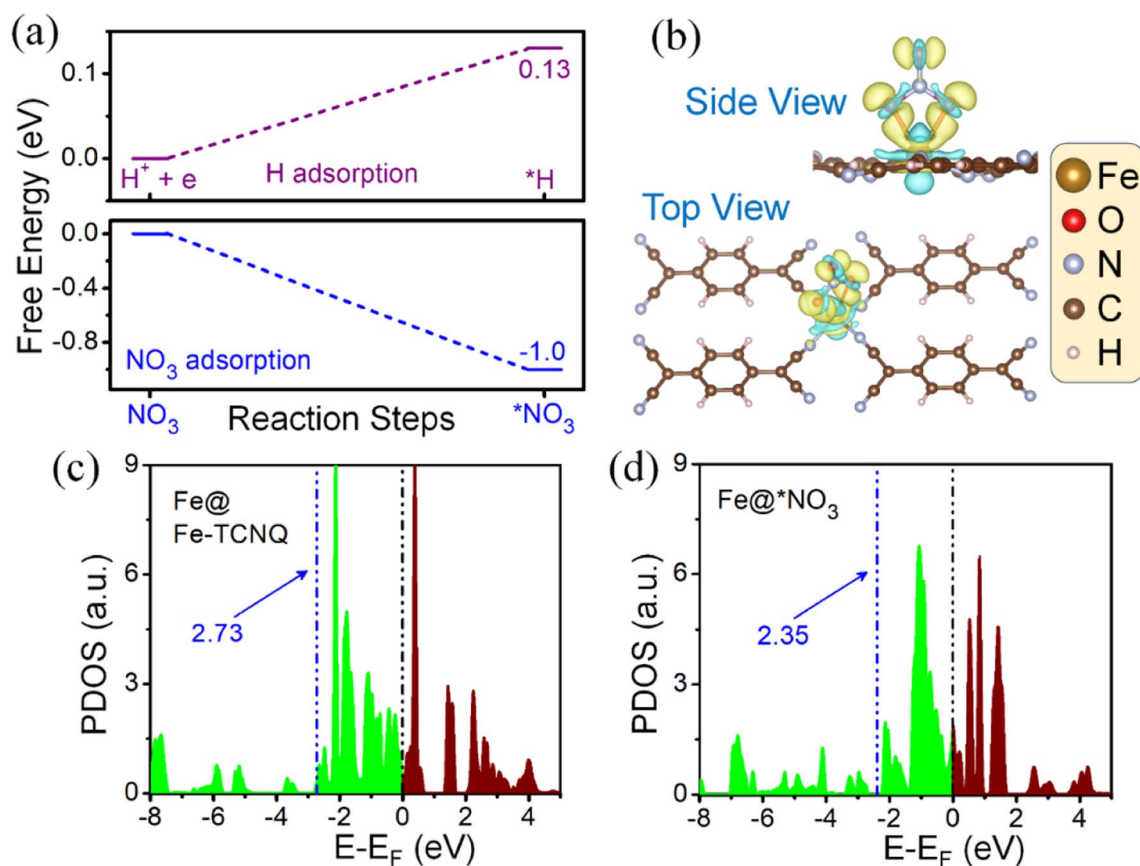 (a)
Free Energy (eV)
0.1
0.0
0.13
H⁺ + e
H adsorption
*H
0.0
-0.4
-0.8
-1.0
NO₃ adsorption
NO₃
Reaction Steps
*NO₃
(b)
Side View
Top View
Fe
O
N
C
H
(c)
PDOS (a.u.)
9
6
3
0
Fe@
Fe-TCNQ
2.73
-8 -6 -4 -2 0 2 4
E-E_F (eV)
(d)
PDOS (a.u.)
9
6
3
0
Fe@*NO₃
2.35
-8 -6 -4 -2 0 2 4
E-E_F (eV)